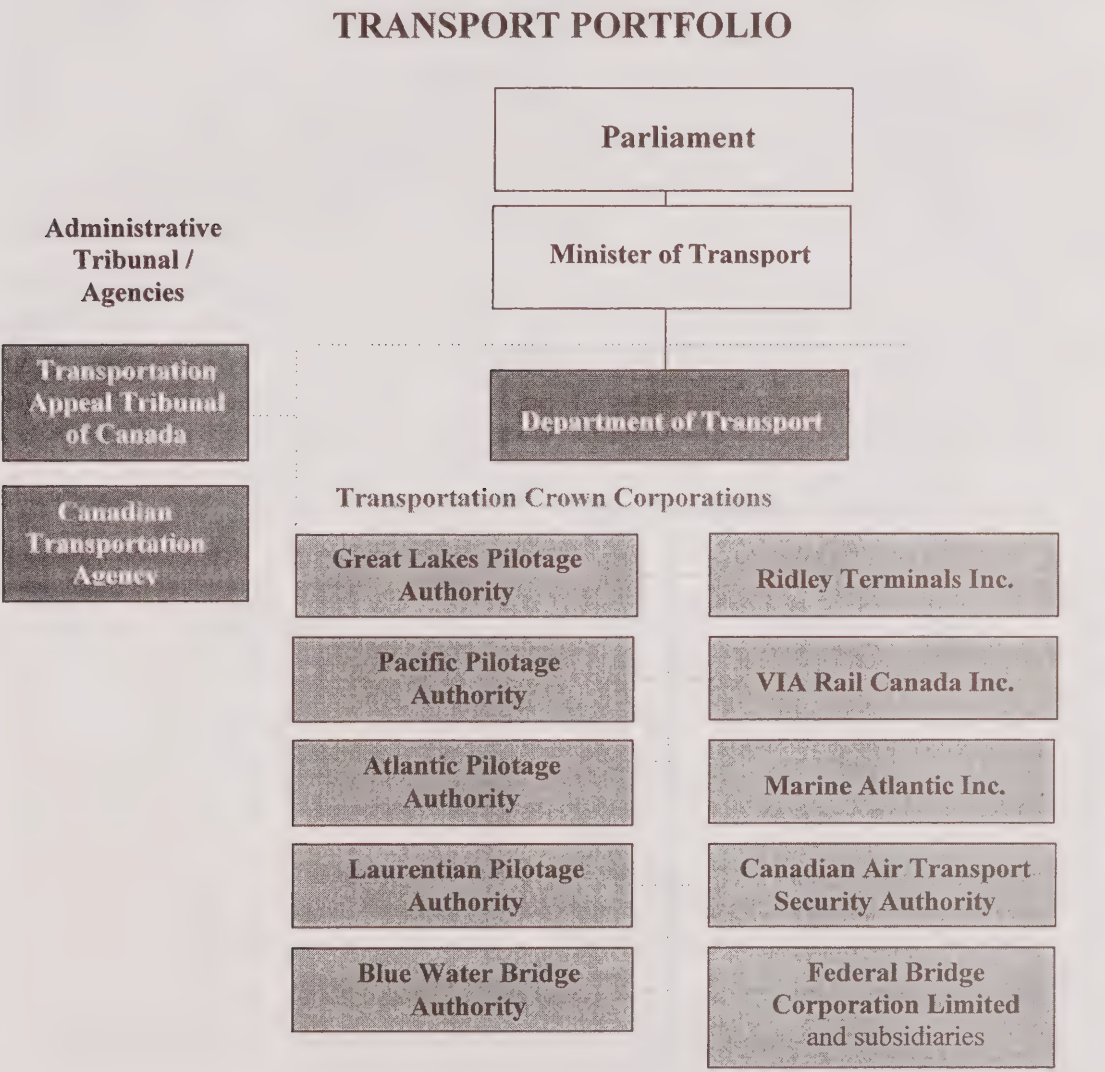 TRANSPORT PORTFOLIO
Parliament
Minister of Transport
Administrative
Tribunal /
Agencies
Transportation
Appeal Tribunal
of Canada
Canadian
Transportation
Agency
Department of Transport
Transportation Crown Corporations
Great Lakes Pilotage
Authority
Ridley Terminals Inc.
Pacific Pilotage
Authority
VIA Rail Canada Inc.
Atlantic Pilotage
Authority
Marine Atlantic Inc.
Laurentian Pilotage
Authority
Canadian Air Transport
Security Authority
Blue Water Bridge
Authority
Federal Bridge
Corporation Limited
and subsidiaries